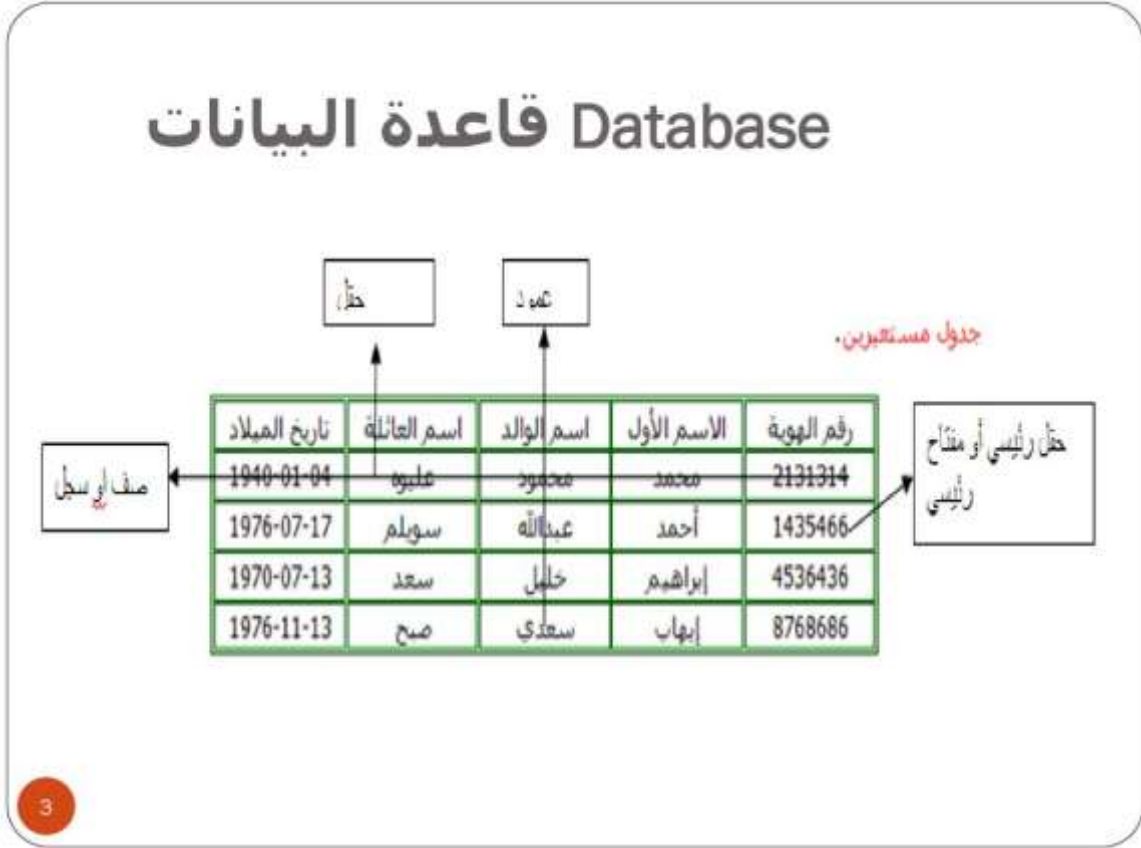 قاعدة البيانات Database
عمود
حقل
جدول مستعيرين.
حقل رئيسي أو مفتاح
رئيسي
رقم الهوية الاسم الأول اسم الوالد اسم العائلة تاريخ الميلاد
2131314 محمد محمود عليوه 1940-01-04
1435466 أحمد عبدالله سويلم 1976-07-17
4536436 إبراهيم خليل سعد 1970-07-13
8768686 إيهاب سعدي صبح 1976-11-13
صف او سجل
3